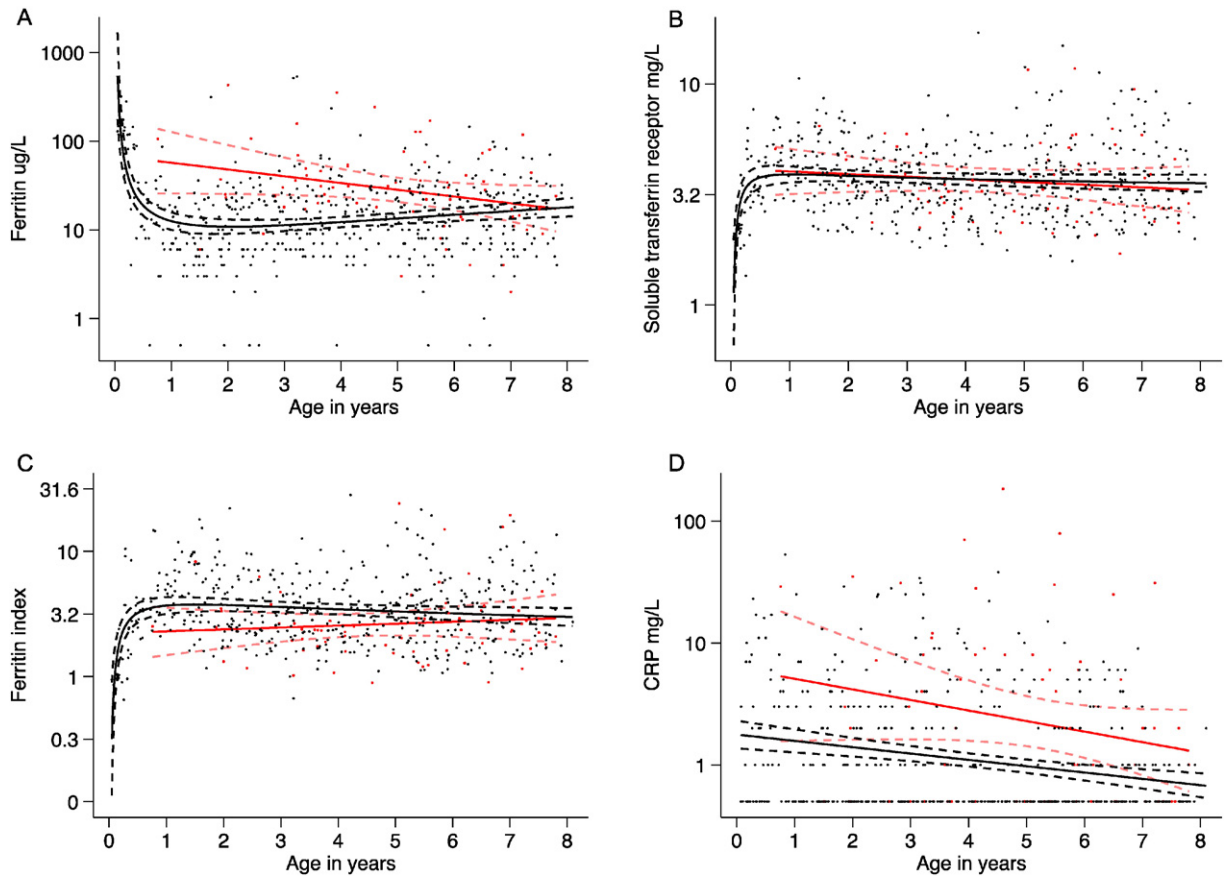 A
Ferritin ug/L
1000
100
10
1
0 1 2 3 4 5 6 7 8
Age in years
B
Soluble transferrin receptor mg/L
10
3.2
1
0 1 2 3 4 5 6 7 8
Age in years
C
Ferrritin index
31.6
10
3.2
1
0.3
0
0 1 2 3 4 5 6 7 8
Age in years
D
CRP mg/L
100
10
1
0 1 2 3 4 5 6 7 8
Age in years